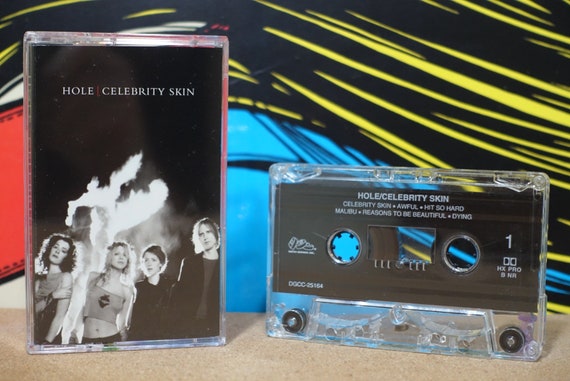 HOLE | CELEBRITY SKIN
HOLE/CELEBRITY SKIN
CELEBRITY SKIN • AWFUL • HIT SO HARD
MALIBU • REASONS TO BE BEAUTIFUL • DYING
1
HX PRO
B NR
DGCC-25164